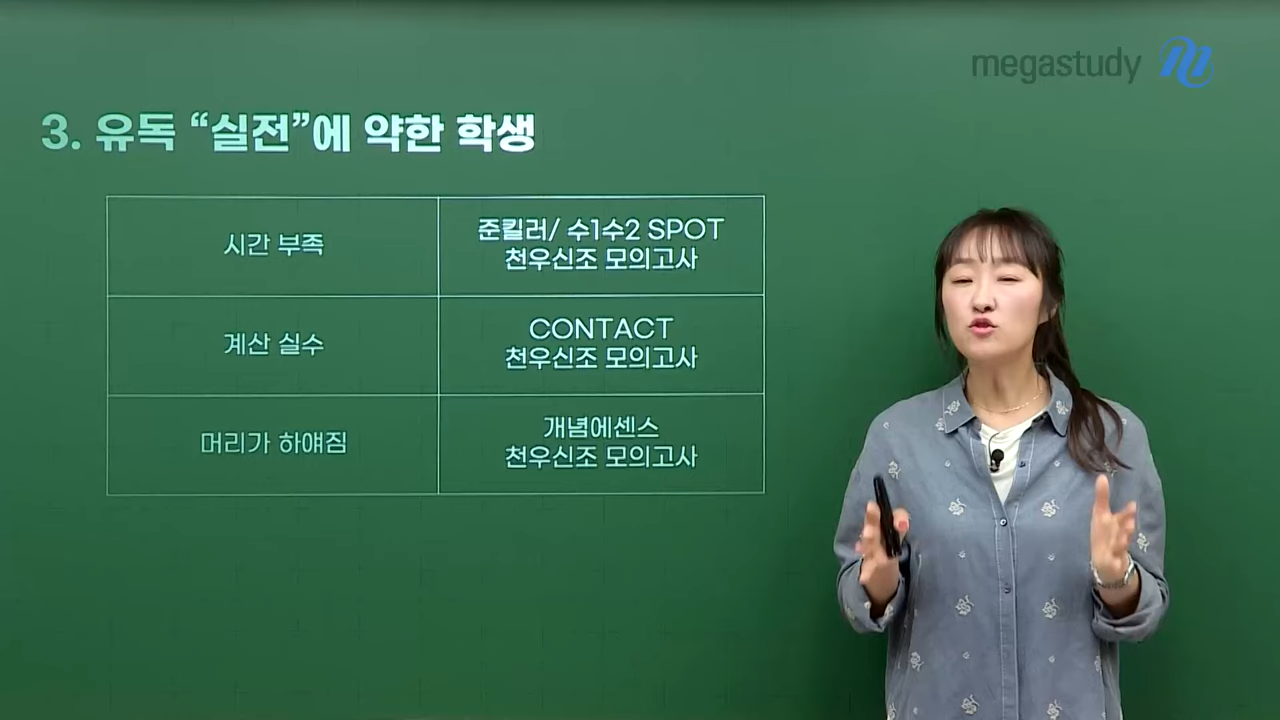 megastudy
3. 유독 “실전”에 약한 학생
시간 부족
준킬러/ 수1수2 SPOT
천우신조 모의고사
계산 실수
CONTACT
천우신조 모의고사
머리가 하얘짐
개념에센스
천우신조 모의고사